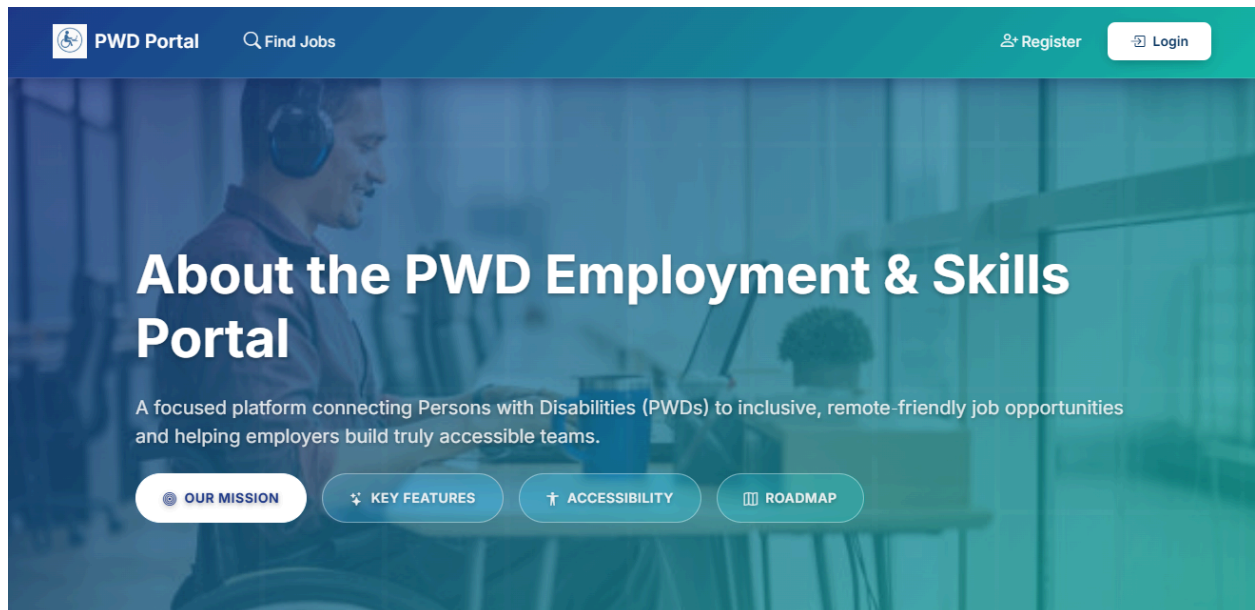 PWD Portal
Find Jobs
Register
Login
About the PWD Employment & Skills
Portal
A focused platform connecting Persons with Disabilities (PWDs) to inclusive, remote-friendly job opportunities
and helping employers build truly accessible teams.
OUR MISSION
KEY FEATURES
ACCESSIBILITY
ROADMAP